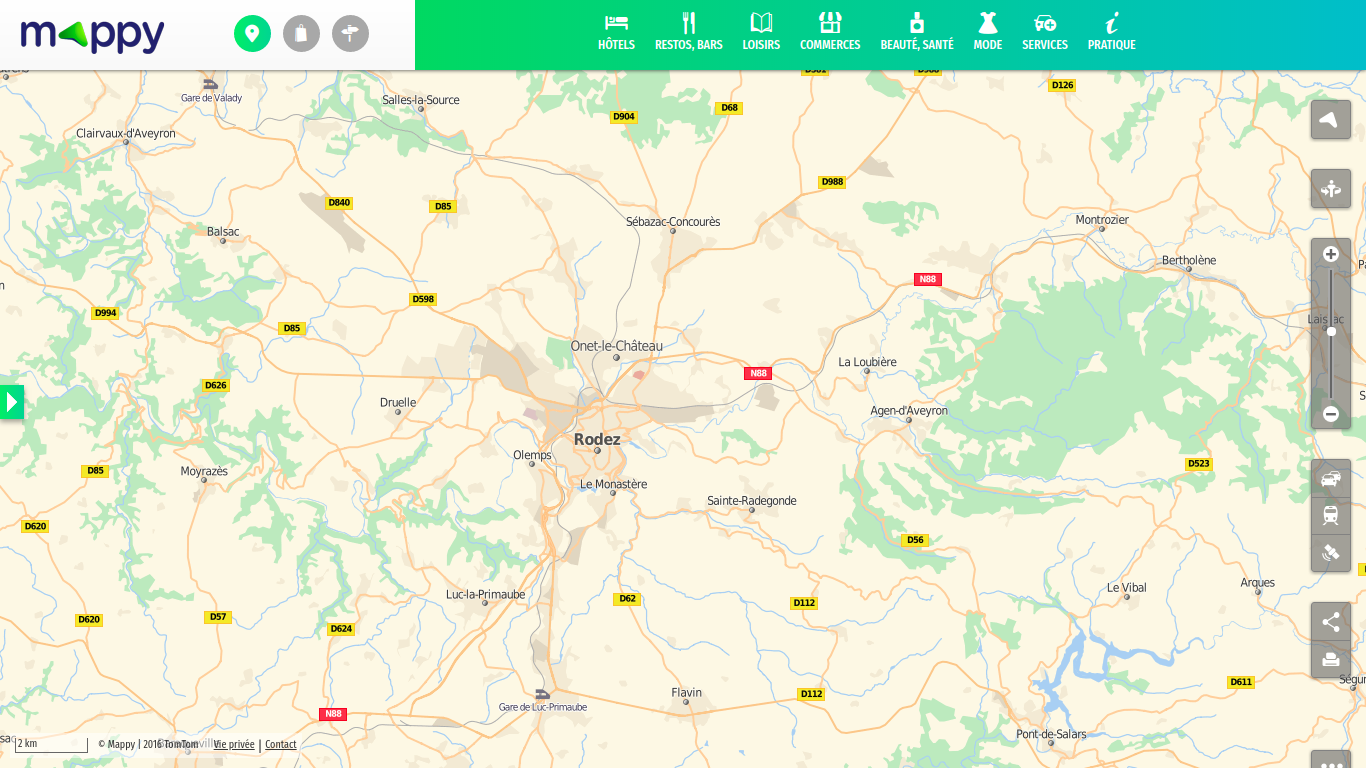 mappy
HÔTELS
RESTOS, BARS
LOISIRS
COMMERCES
BEAUTÉ, SANTÉ
MODE
SERVICES
PRATIQUE
D988
D126
Gare de Valady
Salles-la-Source
D904
D68
Clairvaux-d'Aveyron
D988
D840
D85
Sébazac-Concourès
Montrozier
Balsac
Bertholène
N88
D994
D598
D85
Onet-le-Château
La Loubière
N88
D626
Druelle
Agen-d'Aveyron
Rodez
Olemps
D85
Moyrazès
D523
Le Monastère
Sainte-Radegonde
D620
D56
Luc-la-Primaube
D62
D112
Le Vibal
Arques
D620
D57
D624
D611
Flavin
D112
Gare de Luc-Primaube
N88
Pont-de-Salars
2 km
© Mappy | 2016 TomTom
Vie privée
|
Contact